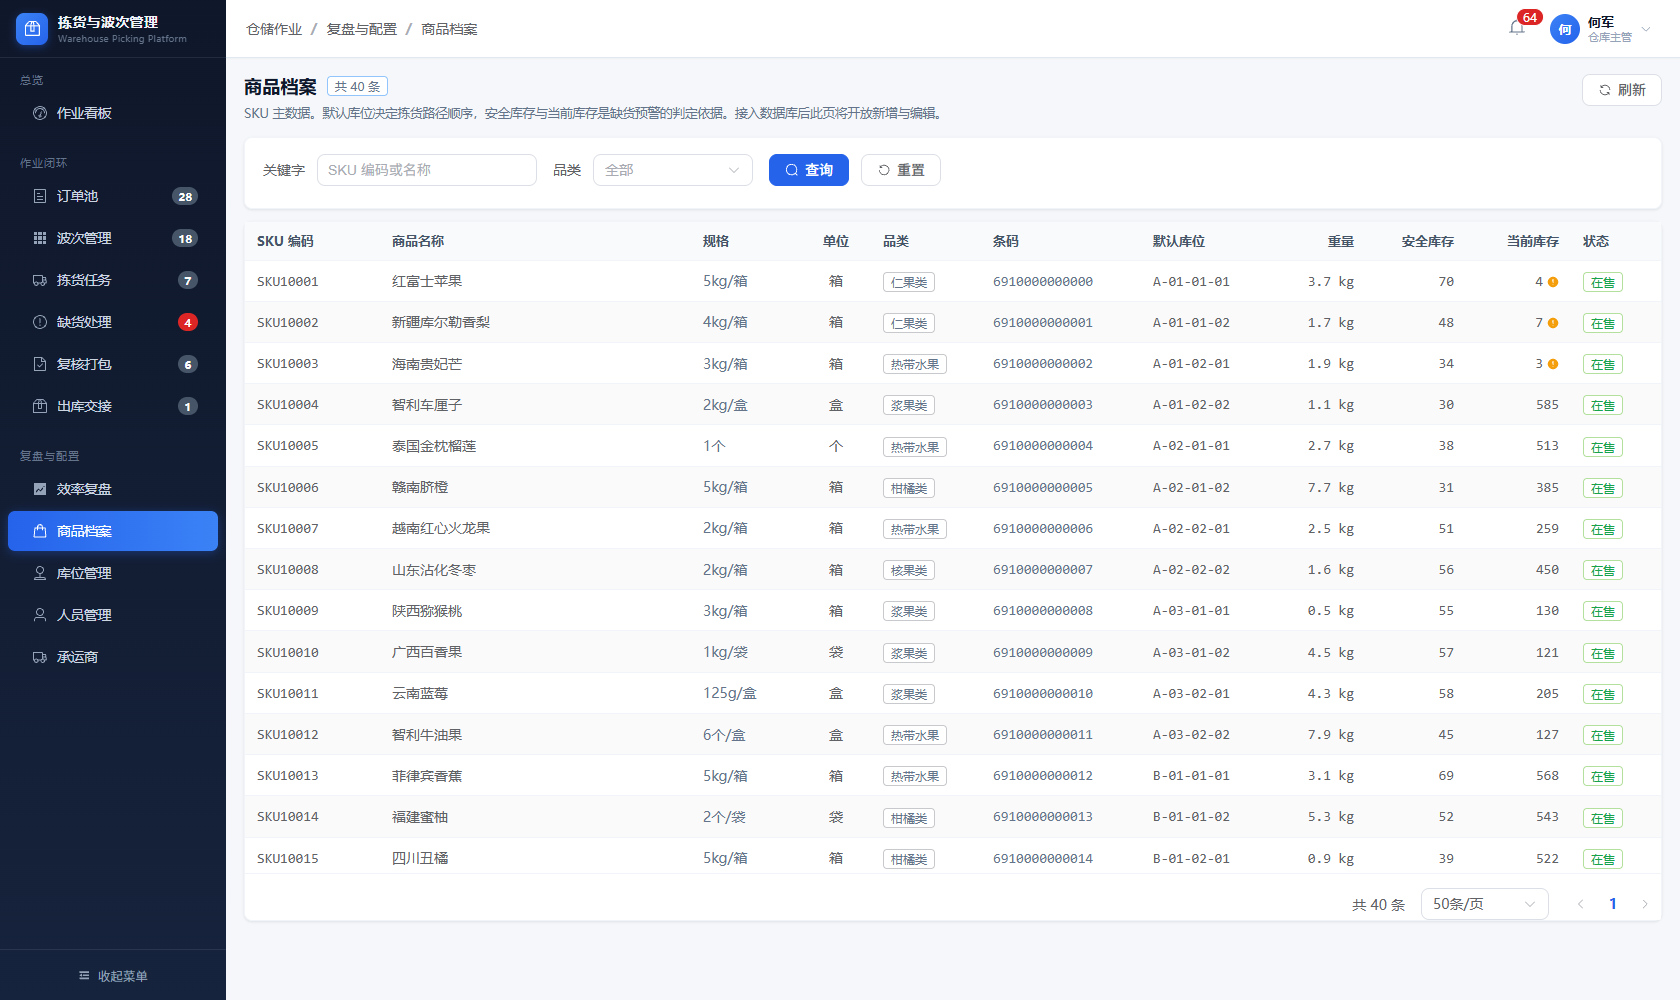 拣货与波次管理
Warehouse Picking Platform
总览
作业看板
作业闭环
订单池 28
波次管理 18
拣货任务 7
缺货处理 4
复核打包 6
出库交接 1
复盘与配置
效率复盘
商品档案
库位管理
人员管理
承运商
收起菜单
仓储作业 / 复盘与配置 / 商品档案
64
何
何军
仓库主管
商品档案 共 40 条
SKU 主数据。默认库位决定拣货路径顺序，安全库存与当前库存是缺货预警的判定依据。接入数据库后此页将开放新增与编辑。
刷新
关键字 SKU 编码或名称 品类 全部 查询 重置
SKU 编码 商品名称 规格 单位 品类 条码 默认库位 重量 安全库存 当前库存 状态
SKU10001 红富士苹果 5kg/箱 箱 仁果类 6910000000000 A-01-01-01 3.7 kg 70 4 在售
SKU10002 新疆库尔勒香梨 4kg/箱 箱 仁果类 6910000000001 A-01-01-02 1.7 kg 48 7 在售
SKU10003 海南贵妃芒 3kg/箱 箱 热带水果 6910000000002 A-01-02-01 1.9 kg 34 3 在售
SKU10004 智利车厘子 2kg/盒 盒 浆果类 6910000000003 A-01-02-02 1.1 kg 30 585 在售
SKU10005 泰国金枕榴莲 1个 个 热带水果 6910000000004 A-02-01-01 2.7 kg 38 513 在售
SKU10006 赣南脐橙 5kg/箱 箱 柑橘类 6910000000005 A-02-01-02 7.7 kg 31 385 在售
SKU10007 越南红心火龙果 2kg/箱 箱 热带水果 6910000000006 A-02-02-01 2.5 kg 51 259 在售
SKU10008 山东沾化冬枣 2kg/箱 箱 核果类 6910000000007 A-02-02-02 1.6 kg 56 450 在售
SKU10009 陕西猕猴桃 3kg/箱 箱 浆果类 6910000000008 A-03-01-01 0.5 kg 55 130 在售
SKU10010 广西百香果 1kg/袋 袋 浆果类 6910000000009 A-03-01-02 4.5 kg 57 121 在售
SKU10011 云南蓝莓 125g/盒 盒 浆果类 6910000000010 A-03-02-01 4.3 kg 58 205 在售
SKU10012 智利牛油果 6个/盒 盒 热带水果 6910000000011 A-03-02-02 7.9 kg 45 127 在售
SKU10013 菲律宾香蕉 5kg/箱 箱 热带水果 6910000000012 B-01-01-01 3.1 kg 69 568 在售
SKU10014 福建蜜柚 2个/袋 袋 柑橘类 6910000000013 B-01-01-02 5.3 kg 52 543 在售
SKU10015 四川丑橘 5kg/箱 箱 柑橘类 6910000000014 B-01-02-01 0.9 kg 39 522 在售
共 40 条 50条/页 1